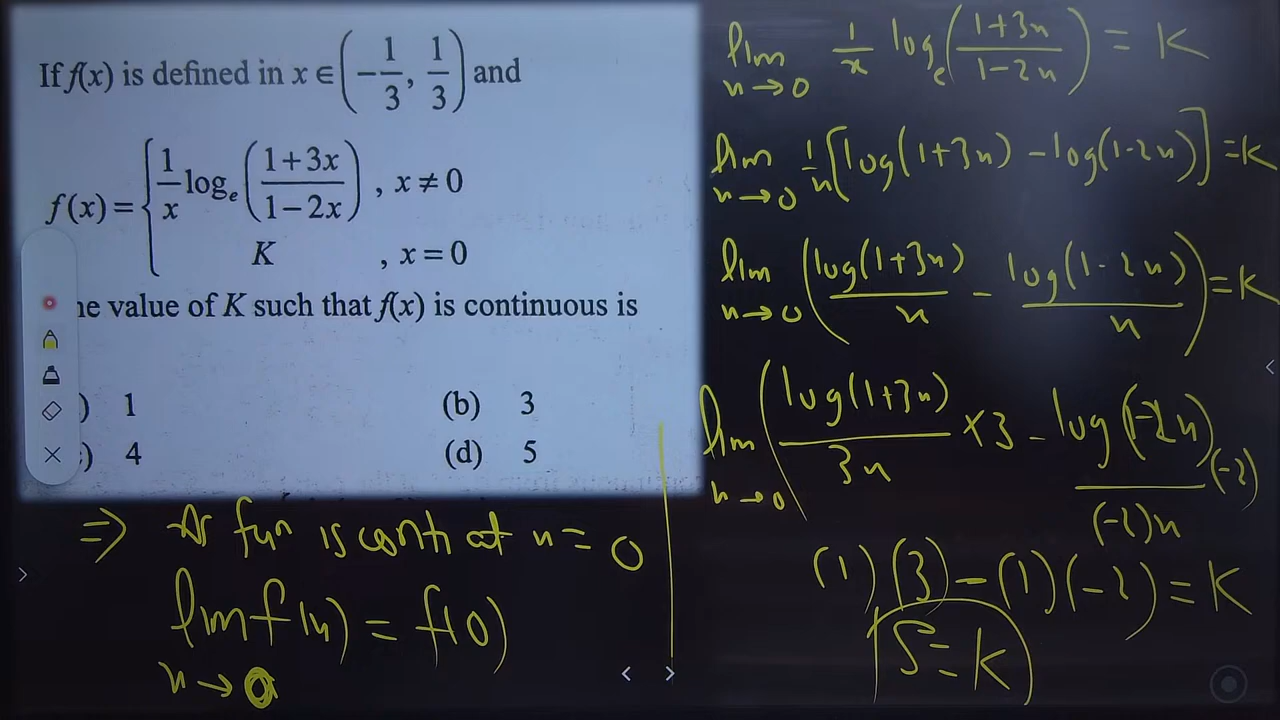 If f(x) is defined in x ∈ (-1/3, 1/3) and
f(x) = { 1/x log_e ((1+3x)/(1-2x)) , x ≠ 0
K , x = 0
he value of K such that f(x) is continuous is
) 1 (b) 3
) 4 (d) 5
⇒ As fun is conti at x = 0
lim f(x) = f(0)
x → 0
lim 1/x log_e ((1+3x)/(1-2x)) = K
x → 0
lim 1/x [log(1+3x) - log(1-2x)] = K
x → 0
lim (log(1+3x)/x - log(1-2x)/x) = K
x → 0
lim (log(1+3x)/3x × 3 - log(1-2x)/(-2)x (-2)
x → 0
(1)(3) - (1)(-2) = K
5 = K